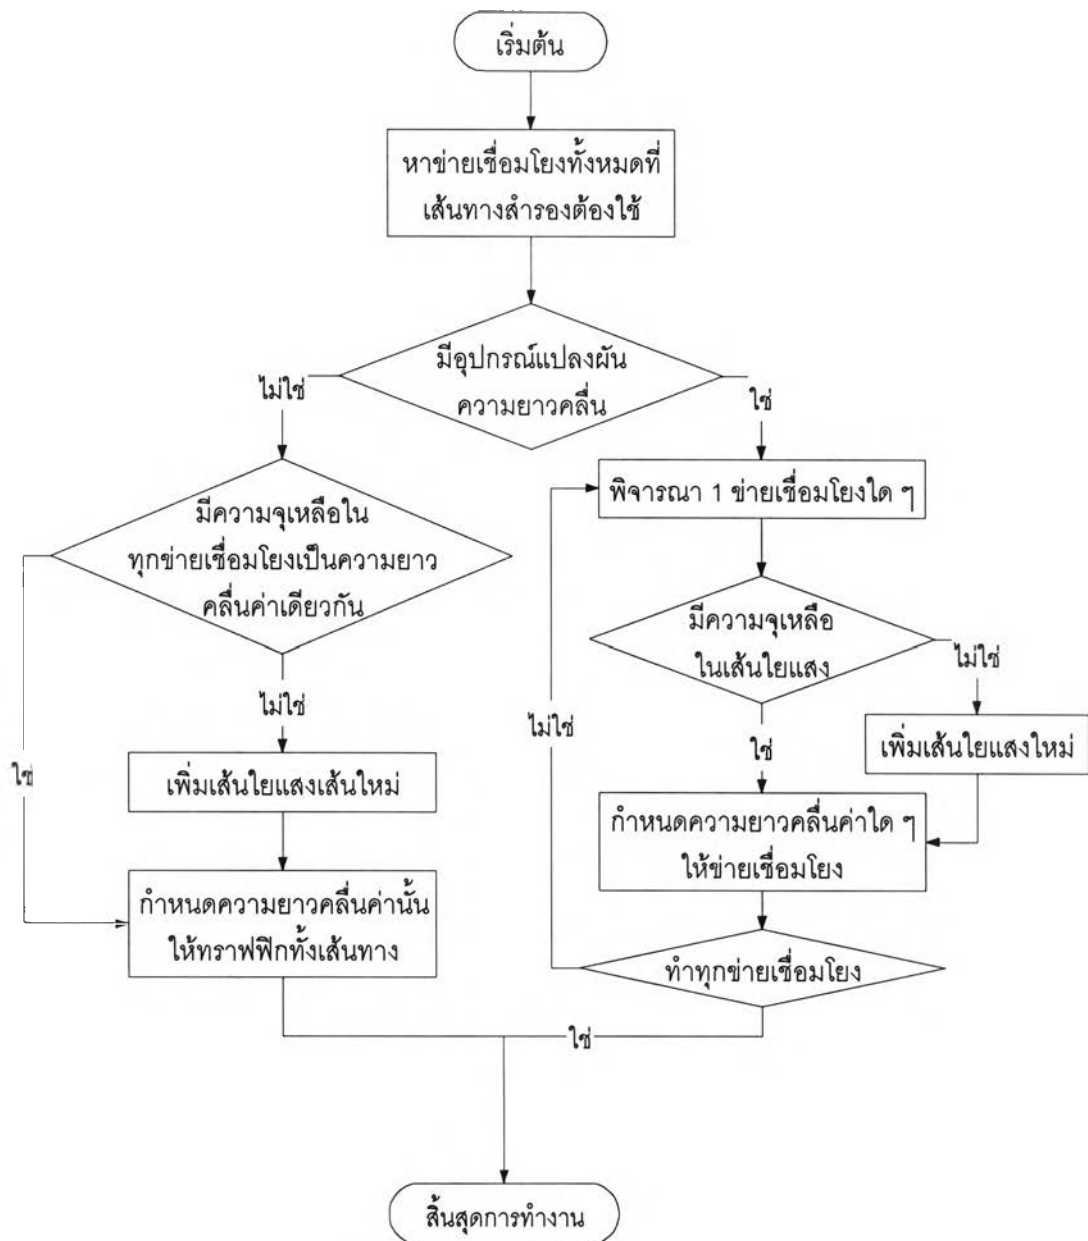 เริ่มต้น
หาข่ายเชื่อมโยงทั้งหมดที่
เส้นทางสำรองต้องใช้
มีอุปกรณ์แปลงผัน
ความยาวคลื่น
ไม่ใช่
ใช่
มีความจุเหลือใน
ทุกข่ายเชื่อมโยงเป็นความยาว
คลื่นค่าเดียวกัน
ไม่ใช่
ใช่
เพิ่มเส้นใยแสงเส้นใหม่
กำหนดความยาวคลื่นค่านั้น
ให้ทราฟฟิกทั้งเส้นทาง
พิจารณา 1 ข่ายเชื่อมโยงใด ๆ
มีความจุเหลือ
ในเส้นใยแสง
ไม่ใช่
เพิ่มเส้นใยแสงใหม่
ใช่
กำหนดความยาวคลื่นค่าใด ๆ
ให้ข่ายเชื่อมโยง
ทำทุกข่ายเชื่อมโยง
ไม่ใช่
ใช่
สิ้นสุดการทำงาน